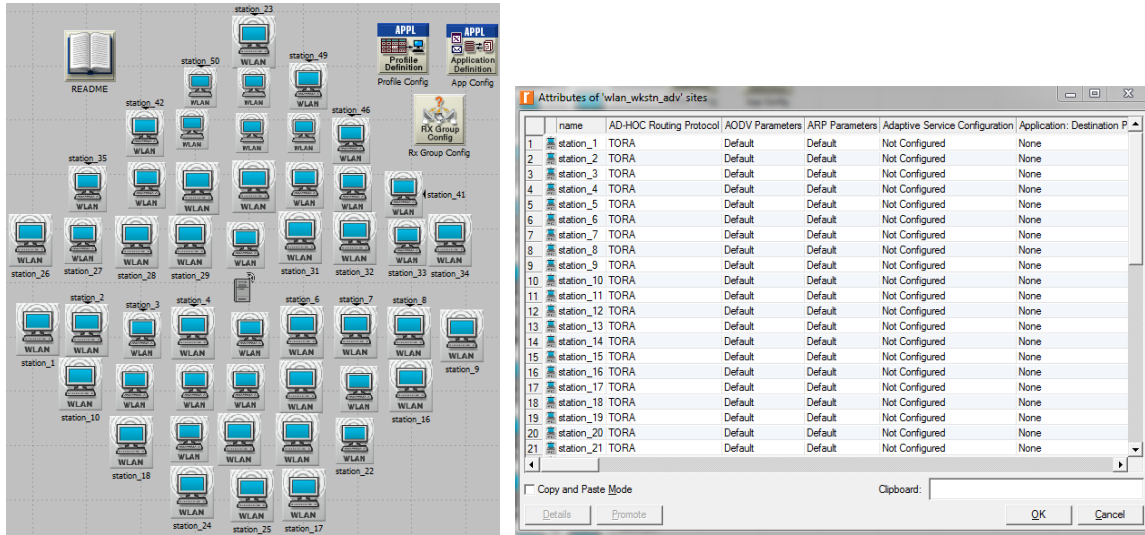 station_23
APPL
APPL
Profile
Definition
Application
Definition
Profile Config
App Config
README
WLAN
station_50
station_49
WLAN
WLAN
WLAN
station_42
station_46
RX Group
Config
Rx Group Config
WLAN
WLAN
WLAN
WLAN
WLAN
station_35
WLAN
WLAN
WLAN
WLAN
WLAN
WLAN
WLAN
station_41
WLAN
WLAN
WLAN
WLAN
WLAN
WLAN
WLAN
WLAN
WLAN
station_26
station_27
station_28
station_29
station_31
station_32
station_33
station_34
station_2
station_3
station_4
station_6
station_7
station_8
WLAN
WLAN
WLAN
WLAN
WLAN
WLAN
WLAN
WLAN
WLAN
station_1
station_9
WLAN
WLAN
WLAN
WLAN
WLAN
WLAN
WLAN
station_10
station_16
WLAN
WLAN
WLAN
WLAN
WLAN
station_18
station_22
WLAN
WLAN
WLAN
station_24
station_25
station_17
Attributes of 'wlan_wkstn_adv' sites
name AD-HOC Routing Protocol AODV Parameters ARP Parameters Adaptive Service Configuration Application: Destination P
1 station_1 TORA Default Default Not Configured None
2 station_2 TORA Default Default Not Configured None
3 station_3 TORA Default Default Not Configured None
4 station_4 TORA Default Default Not Configured None
5 station_5 TORA Default Default Not Configured None
6 station_6 TORA Default Default Not Configured None
7 station_7 TORA Default Default Not Configured None
8 station_8 TORA Default Default Not Configured None
9 station_9 TORA Default Default Not Configured None
10 station_10 TORA Default Default Not Configured None
11 station_11 TORA Default Default Not Configured None
12 station_12 TORA Default Default Not Configured None
13 station_13 TORA Default Default Not Configured None
14 station_14 TORA Default Default Not Configured None
15 station_15 TORA Default Default Not Configured None
16 station_16 TORA Default Default Not Configured None
17 station_17 TORA Default Default Not Configured None
18 station_18 TORA Default Default Not Configured None
19 station_19 TORA Default Default Not Configured None
20 station_20 TORA Default Default Not Configured None
21 station_21 TORA Default Default Not Configured None
Copy and Paste Mode
Clipboard:
Details
Promote
OK
Cancel